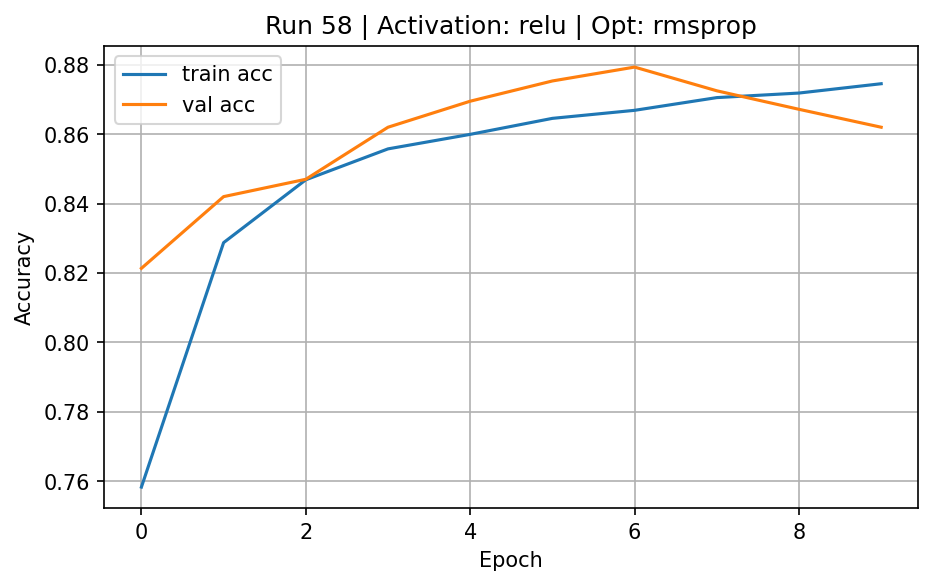 Run 58 | Activation: relu | Opt: rmsprop
train acc
val acc
0.88
0.86
0.84
0.82
0.80
0.78
0.76
Accuracy
0 2 4 6 8
Epoch